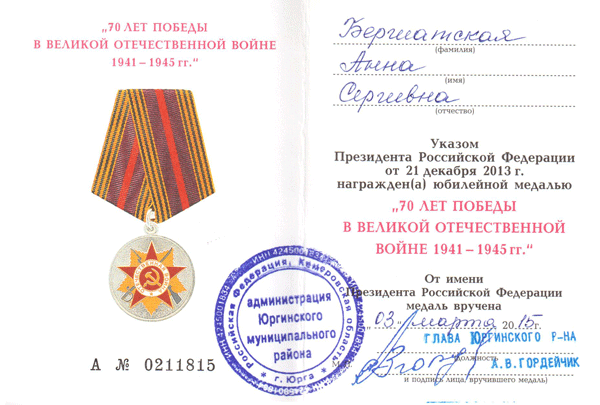 „70 ЛЕТ ПОБЕДЫ
В ВЕЛИКОЙ ОТЕЧЕСТВЕННОЙ ВОЙНЕ
1941 – 1945 гг.“
А № 0211815
Бергматская
(фамилия)
Анна
(имя)
Сергиевна
(отчество)
Указом
Президента Российской Федерации
от 21 декабря 2013 г.
награжден(а) юбилейной медалью
„70 ЛЕТ ПОБЕДЫ
В ВЕЛИКОЙ ОТЕЧЕСТВЕННОЙ
ВОЙНЕ 1941 – 1945 гг.“
От имени
Президента Российской Федерации
медаль вручена
03 марта 2015г.
ГЛАВА ЮРГИНСКОГО Р-НА
должность
Х.В.ГОРДЕЙЧИК
и подпись лица, вручившего медаль)
Российская Федерация, Кемеровская область
администрация
Юргинского
муниципального
района
г. Юрга